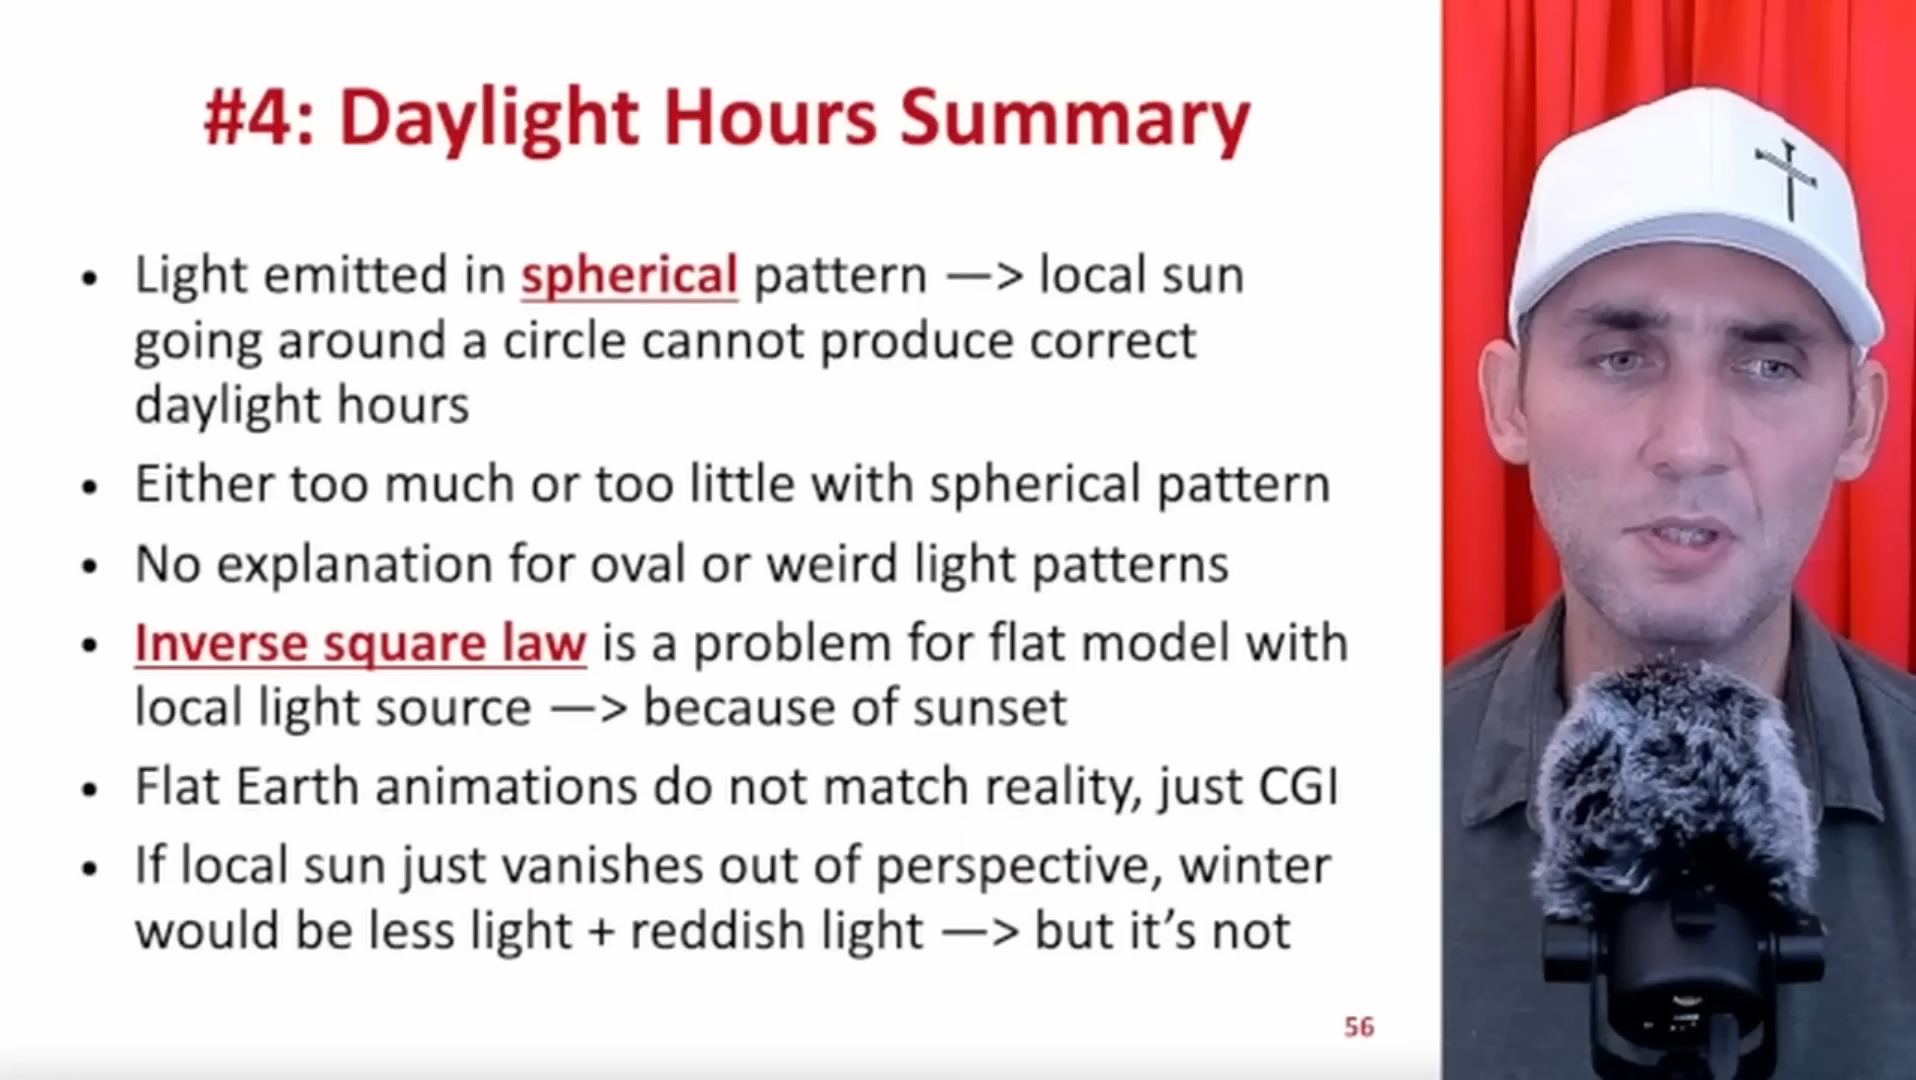 #4: Daylight Hours Summary
• Light emitted in spherical pattern —> local sun
going around a circle cannot produce correct
daylight hours
• Either too much or too little with spherical pattern
• No explanation for oval or weird light patterns
• Inverse square law is a problem for flat model with
local light source —> because of sunset
• Flat Earth animations do not match reality, just CGI
• If local sun just vanishes out of perspective, winter
would be less light + reddish light —> but it’s not
56